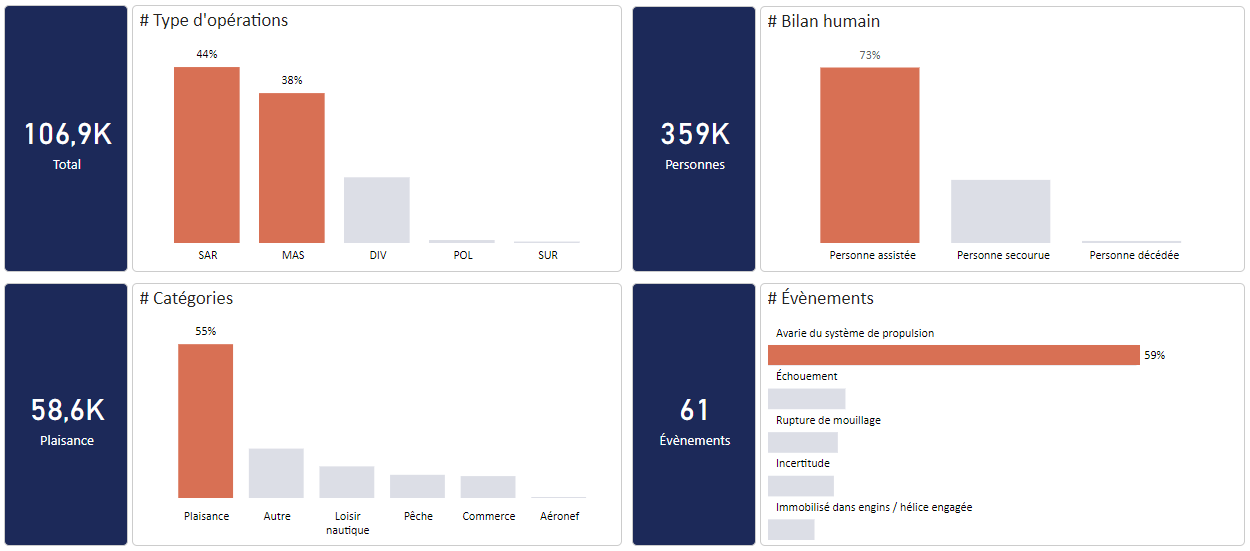 106,9K
Total
# Type d'opérations
44%
38%
SAR
MAS
DIV
POL
SUR
359K
Personnes
# Bilan humain
73%
Personne assistée
Personne secourue
Personne décédée
58,6K
Plaisance
# Catégories
55%
Plaisance
Autre
Loisir
nautique
Pêche
Commerce
Aéronef
61
Évènements
# Évènements
Avarie du système de propulsion
59%
Échouement
Rupture de mouillage
Incertitude
Immobilisé dans engins / hélice engagée